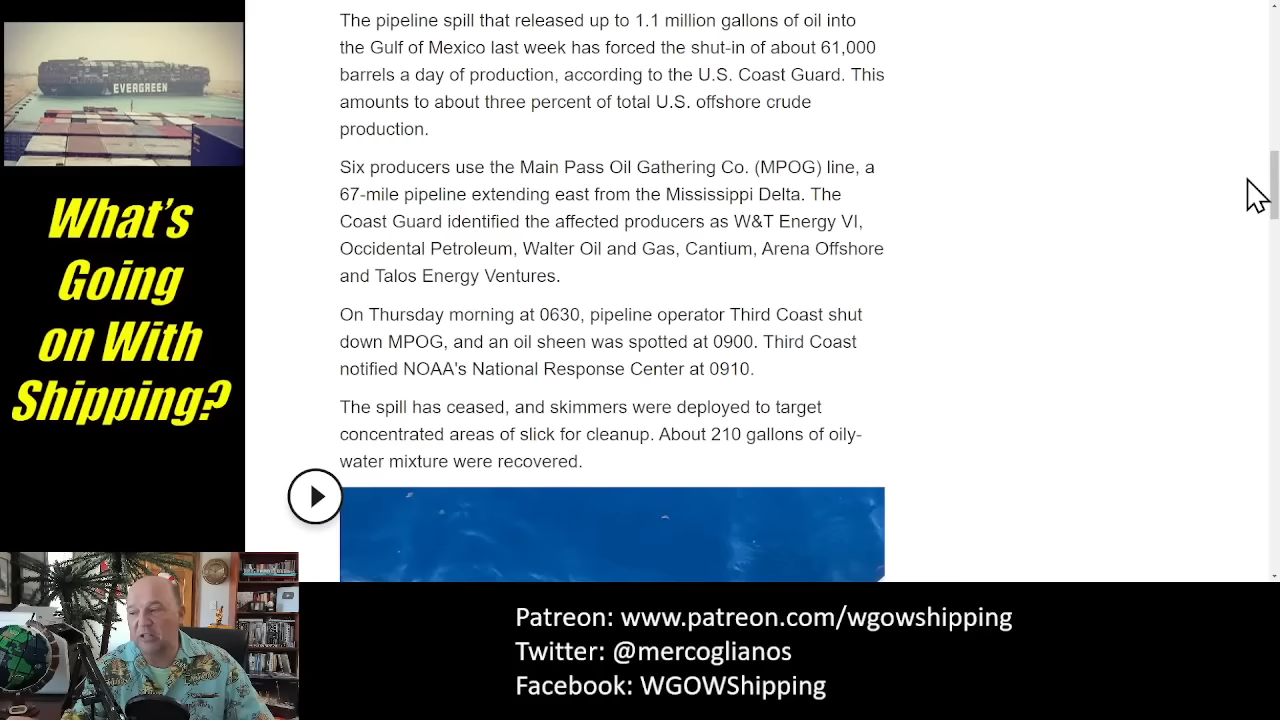 EVERGREEN
What's
Going
on With
Shipping?
The pipeline spill that released up to 1.1 million gallons of oil into
the Gulf of Mexico last week has forced the shut-in of about 61,000
barrels a day of production, according to the U.S. Coast Guard. This
amounts to about three percent of total U.S. offshore crude
production.
Six producers use the Main Pass Oil Gathering Co. (MPOG) line, a
67-mile pipeline extending east from the Mississippi Delta. The
Coast Guard identified the affected producers as W&T Energy VI,
Occidental Petroleum, Walter Oil and Gas, Cantium, Arena Offshore
and Talos Energy Ventures.
On Thursday morning at 0630, pipeline operator Third Coast shut
down MPOG, and an oil sheen was spotted at 0900. Third Coast
notified NOAA's National Response Center at 0910.
The spill has ceased, and skimmers were deployed to target
concentrated areas of slick for cleanup. About 210 gallons of oily-
water mixture were recovered.
Patreon: www.patreon.com/wgowshipping
Twitter: @mercoglianos
Facebook: WGOWShipping